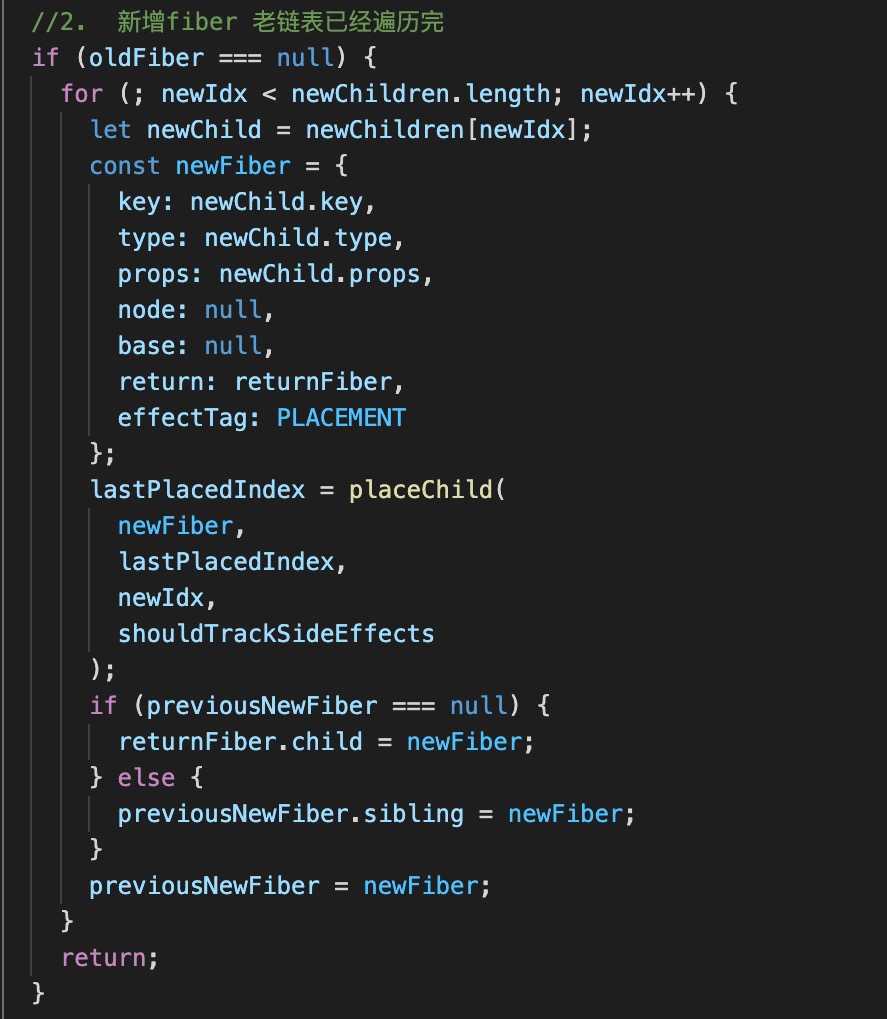 //2.  新增fiber 老链表已经遍历完
if (oldFiber === null) {
  for (; newIdx < newChildren.length; newIdx++) {
    let newChild = newChildren[newIdx];
    const newFiber = {
      key: newChild.key,
      type: newChild.type,
      props: newChild.props,
      node: null,
      base: null,
      return: returnFiber,
      effectTag: PLACEMENT
    };
    lastPlacedIndex = placeChild(
      newFiber,
      lastPlacedIndex,
      newIdx,
      shouldTrackSideEffects
    );
    if (previousNewFiber === null) {
      returnFiber.child = newFiber;
    } else {
      previousNewFiber.sibling = newFiber;
    }
    previousNewFiber = newFiber;
  }
  return;
}